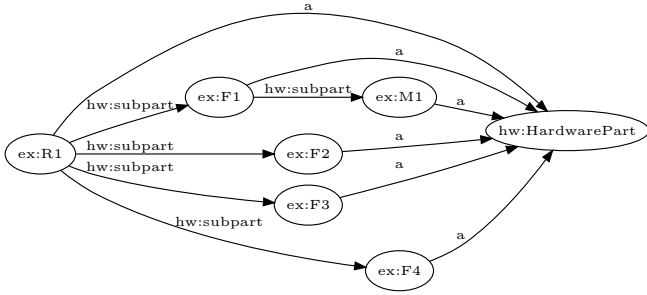 a
a
hw:subpart
ex:F1
hw:subpart
ex:M1
a
hw:HardwarePart
ex:R1
hw:subpart
ex:F2
a
hw:subpart
ex:F3
a
hw:subpart
ex:F4
a